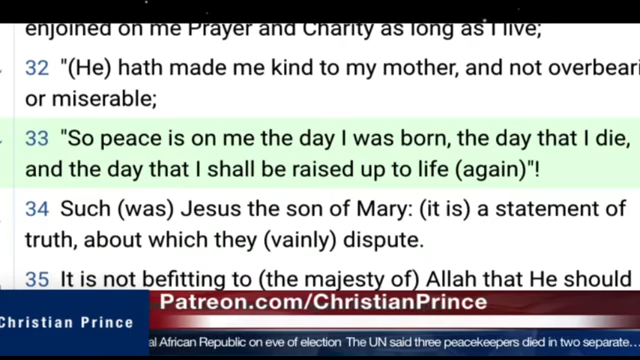 enjoined on me Prayer and Charity as long as I live;
32 "(He) hath made me kind to my mother, and not overbeari
or miserable;
33 "So peace is on me the day I was born, the day that I die,
and the day that I shall be raised up to life (again)"!
34 Such (was) Jesus the son of Mary: (it is) a statement of
truth, about which they (vainly) dispute.
35 It is not befitting to (the majesty of) Allah that He should
Patreon.com/ChristianPrince
Christian Prince
al African Republic on eve of election The UN said three peacekeepers died in two separate...